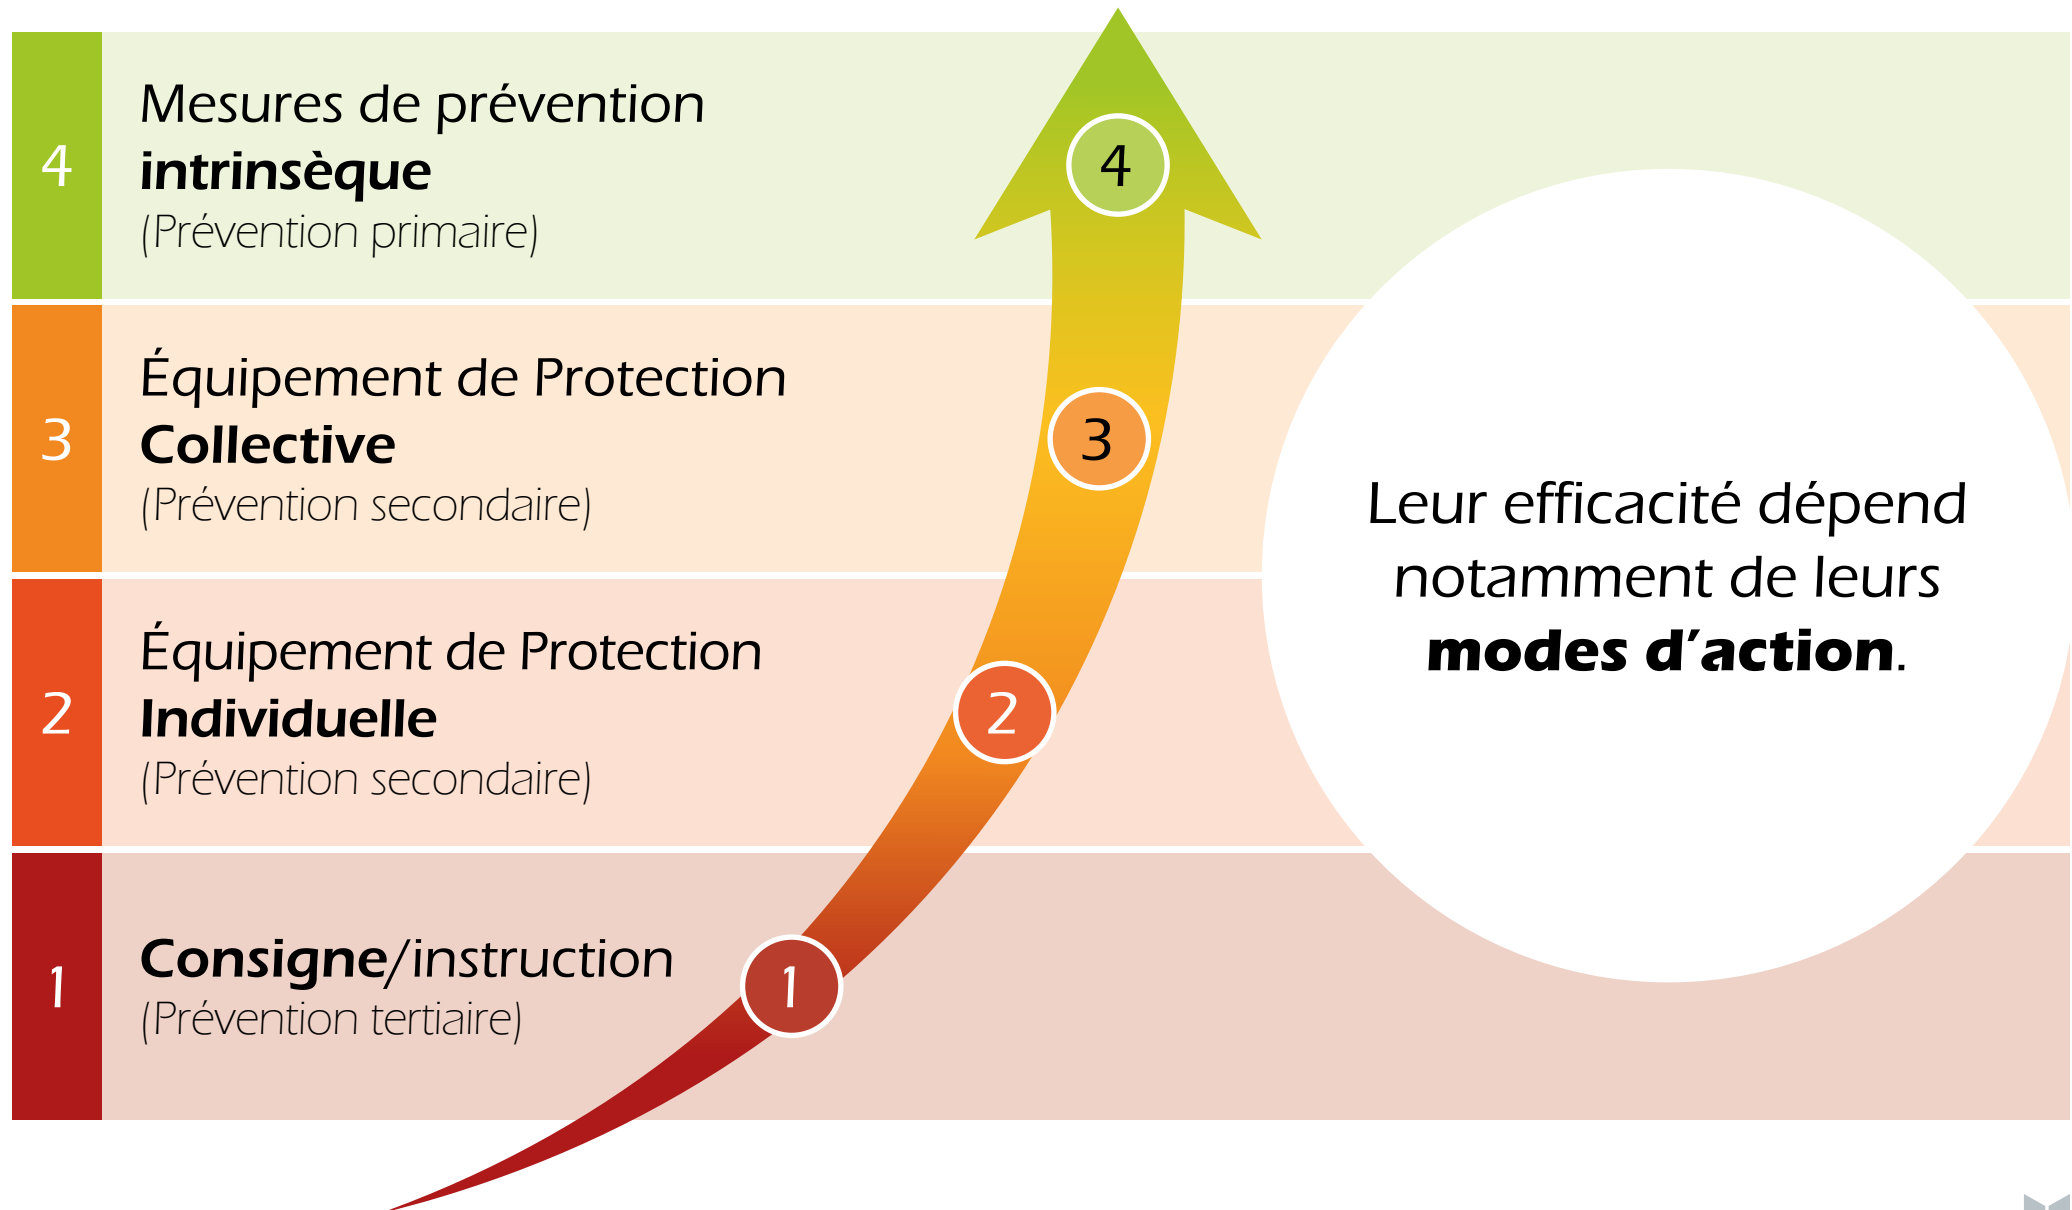 4
Mesures de prévention
intrinsèque
(Prévention primaire)
4
3
Équipement de Protection
Collective
(Prévention secondaire)
3
Leur efficacité dépend
notamment de leurs
modes d’action.
2
Équipement de Protection
Individuelle
(Prévention secondaire)
2
1
Consigne/instruction
(Prévention tertiaire)
1